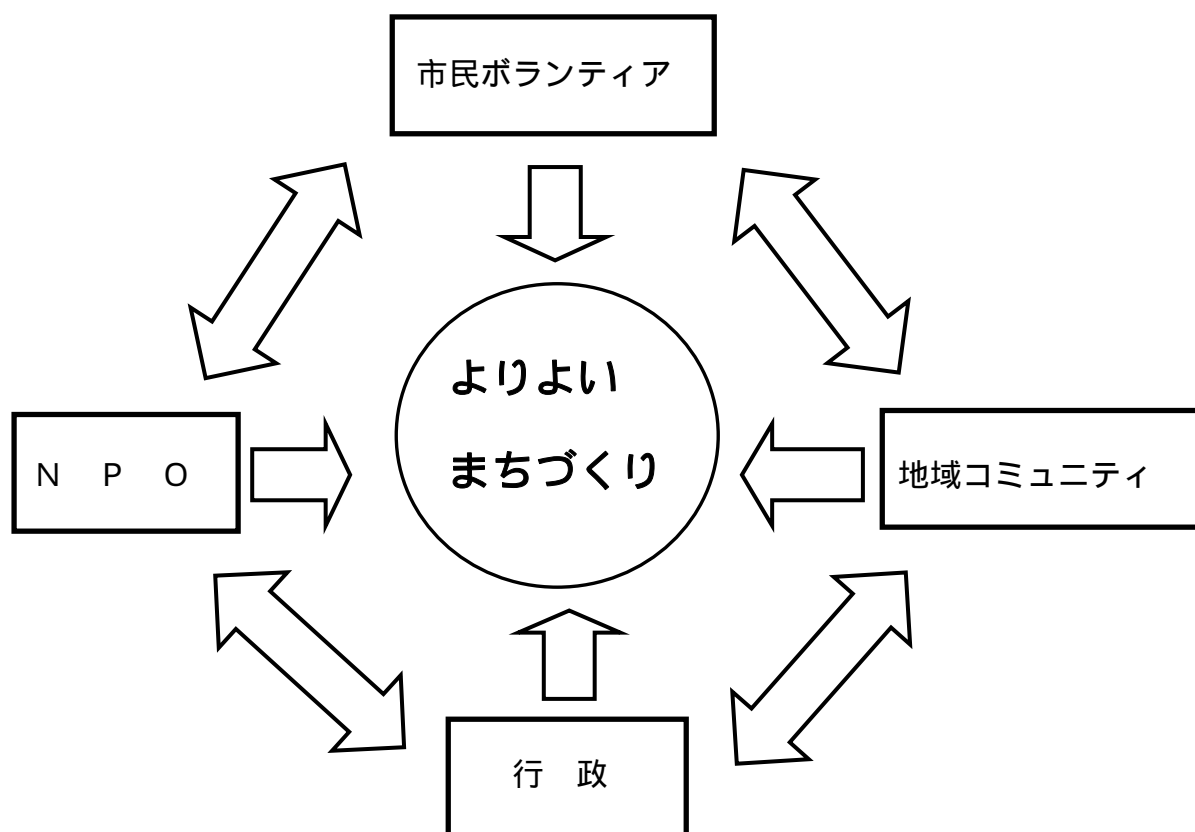 市民ボランティア
よりよい
まちづくり
N P O
地域コミュニティ
行 政